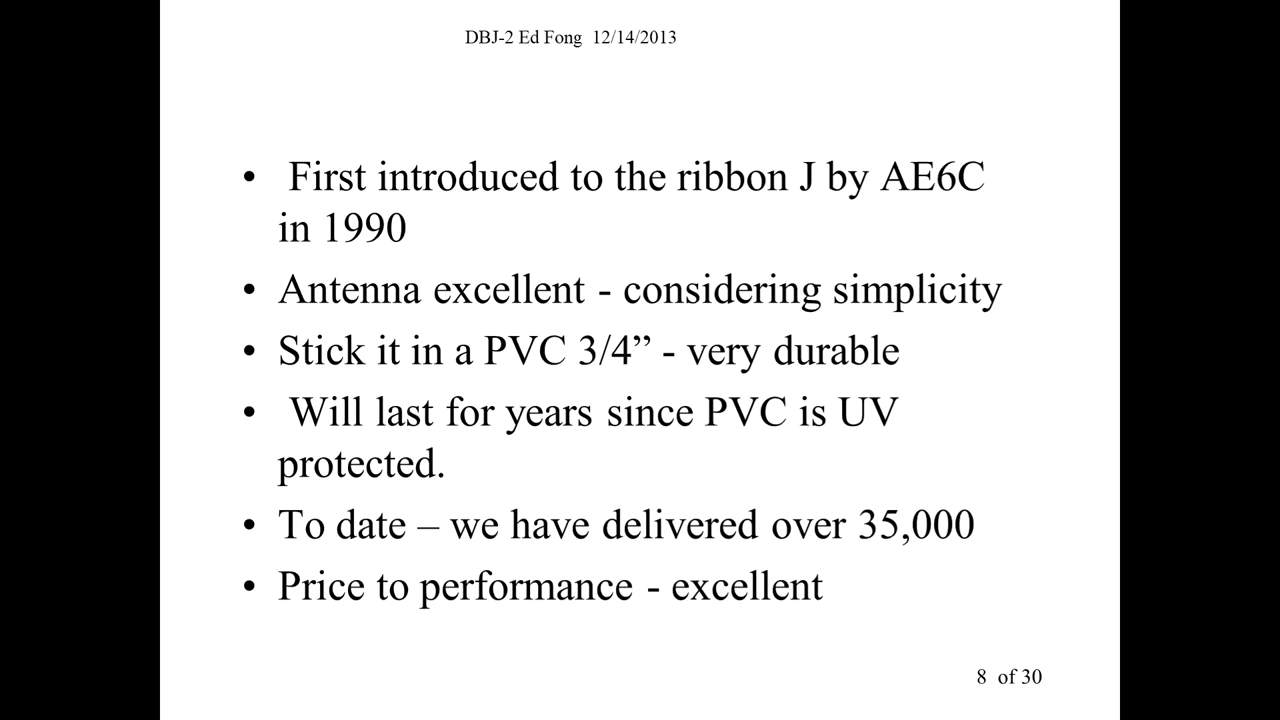 DBJ-2 Ed Fong 12/14/2013
• First introduced to the ribbon J by AE6C
in 1990
• Antenna excellent - considering simplicity
• Stick it in a PVC 3/4” - very durable
• Will last for years since PVC is UV
protected.
• To date – we have delivered over 35,000
• Price to performance - excellent
8 of 30